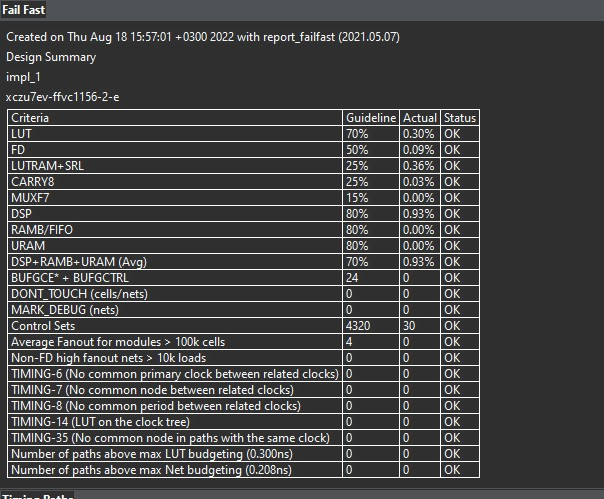 Fail Fast
Created on Thu Aug 18 15:57:01 +0300 2022 with report_failfast (2021.05.07)
Design Summary
impl_1
xczu7ev-ffvc1156-2-e
Criteria Guideline Actual Status
LUT 70% 0.30% OK
FD 50% 0.09% OK
LUTRAM+SRL 25% 0.36% OK
CARRY8 25% 0.03% OK
MUXF7 15% 0.00% OK
DSP 80% 0.93% OK
RAMB/FIFO 80% 0.00% OK
URAM 80% 0.00% OK
DSP+RAMB+URAM (Avg) 70% 0.93% OK
BUFGCE* + BUFGCTRL 24 0 OK
DONT_TOUCH (cells/nets) 0 0 OK
MARK_DEBUG (nets) 0 0 OK
Control Sets 4320 30 OK
Average Fanout for modules > 100k cells 4 0 OK
Non-FD high fanout nets > 10k loads 0 0 OK
TIMING-6 (No common primary clock between related clocks) 0 0 OK
TIMING-7 (No common node between related clocks) 0 0 OK
TIMING-8 (No common period between related clocks) 0 0 OK
TIMING-14 (LUT on the clock tree) 0 0 OK
TIMING-35 (No common node in paths with the same clock) 0 0 OK
Number of paths above max LUT budgeting (0.300ns) 0 0 OK
Number of paths above max Net budgeting (0.208ns) 0 0 OK
Timing Paths